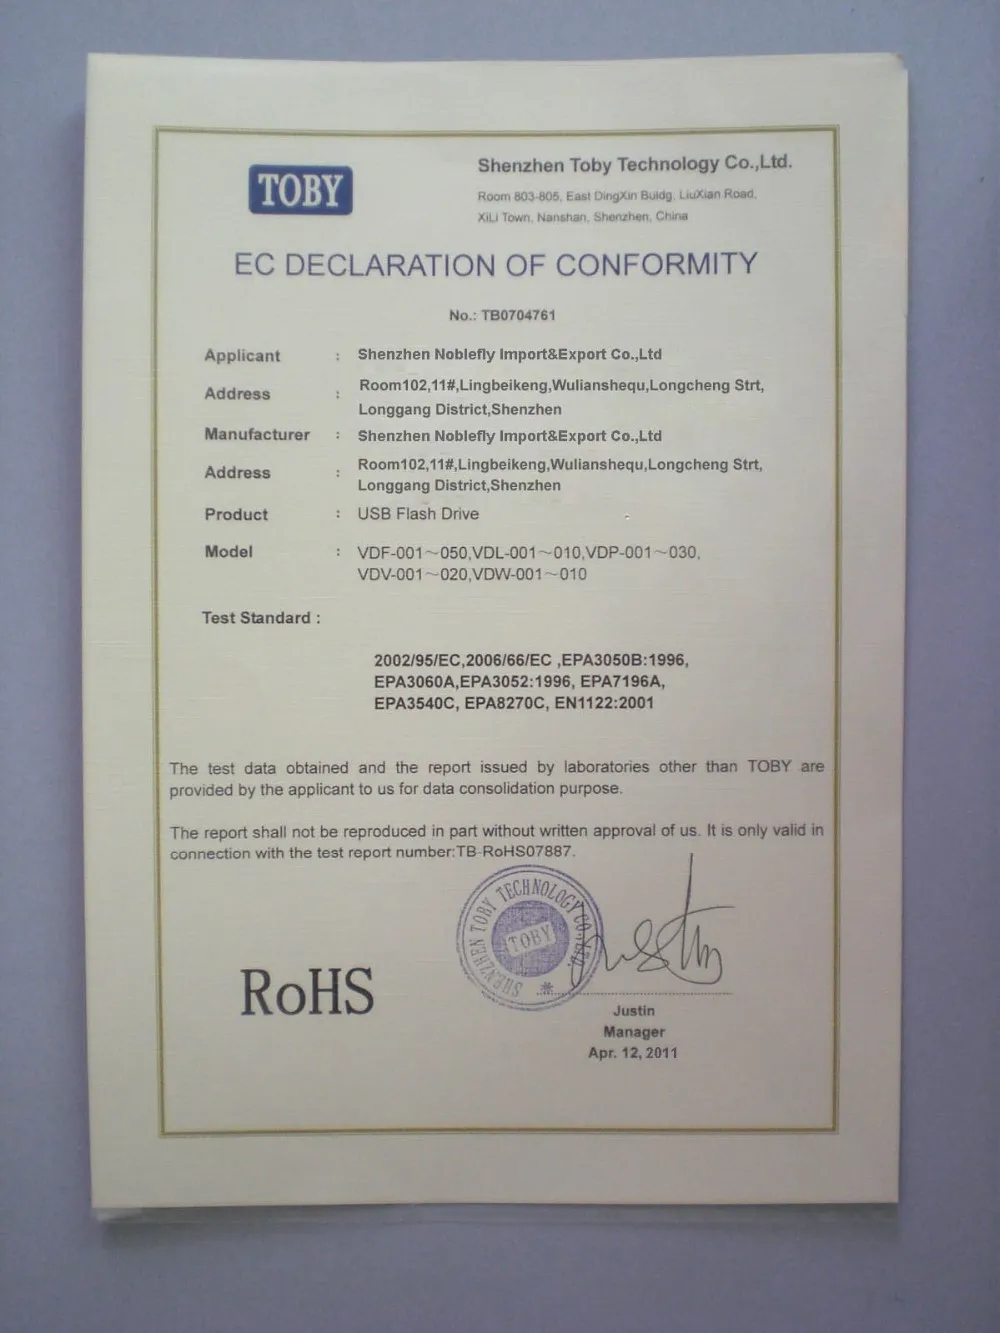 TOBY
Shenzhen Toby Technology Co.,Ltd.
Room 803-805, East DingXin Buldg. LiuXian Road,
XiLi Town, Nanshan, Shenzhen, China
EC DECLARATION OF CONFORMITY
No.: TB0704761
Applicant : Shenzhen Noblefly Import&Export Co.,Ltd
Address : Room102,11#,Lingbeikeng,Wulianshequ,Longcheng Strt,
Longgang District,Shenzhen
Manufacturer : Shenzhen Noblefly Import&Export Co.,Ltd
Address : Room102,11#,Lingbeikeng,Wulianshequ,Longcheng Strt,
Longgang District,Shenzhen
Product : USB Flash Drive
Model : VDF-001~050,VDL-001~010,VDP-001~030,
VDV-001~020,VDW-001~010
Test Standard :
2002/95/EC,2006/66/EC ,EPA3050B:1996,
EPA3060A,EPA3052:1996, EPA7196A,
EPA3540C, EPA8270C, EN1122:2001
The test data obtained and the report issued by laboratories other than TOBY are
provided by the applicant to us for data consolidation purpose.
The report shall not be reproduced in part without written approval of us. It is only valid in
connection with the test report number:TB-RoHS07887.
SHENZHEN TOBY TECHNOLOGY CO., LTD.
TOBY
RoHS
Justin
Manager
Apr. 12, 2011